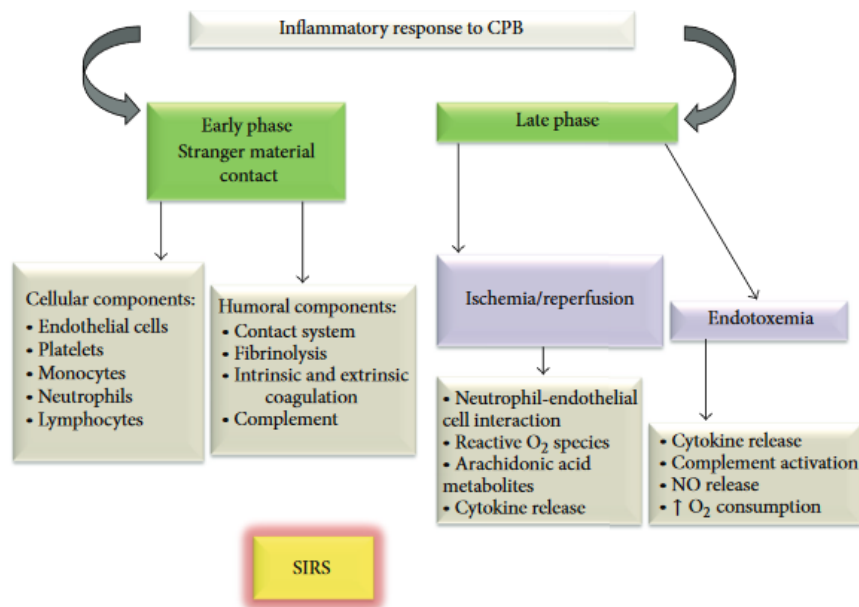 Inflammatory response to CPB
Early phase
Stranger material
contact
Late phase
Cellular components:
• Endothelial cells
• Platelets
• Monocytes
• Neutrophils
• Lymphocytes
Humoral components:
• Contact system
• Fibrinolysis
• Intrinsic and extrinsic
coagulation
• Complement
Ischemia/reperfusion
Endotoxemia
• Neutrophil-endothelial
cell interaction
• Reactive O₂ species
• Arachidonic acid
metabolites
• Cytokine release
• Cytokine release
• Complement activation
• NO release
• ↑ O₂ consumption
SIRS